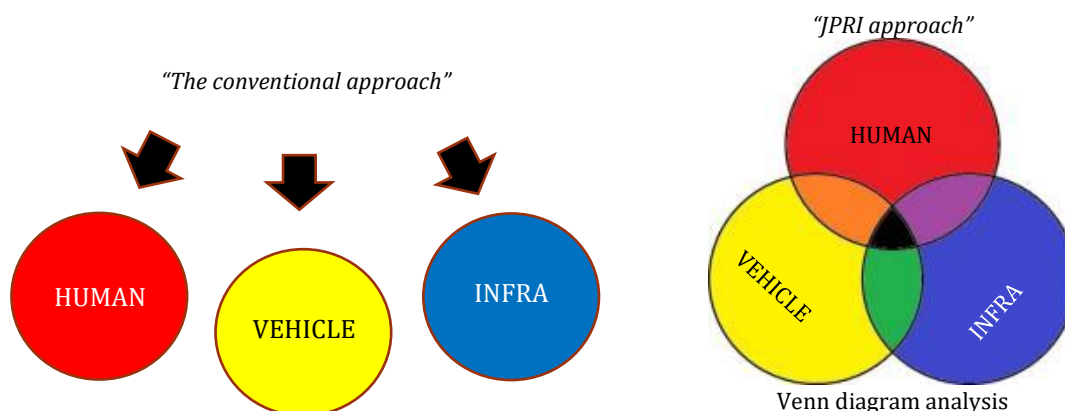 “The conventional approach”
HUMAN
VEHICLE
INFRA
“JPRI approach”
HUMAN
VEHICLE
INFRA
Venn diagram analysis